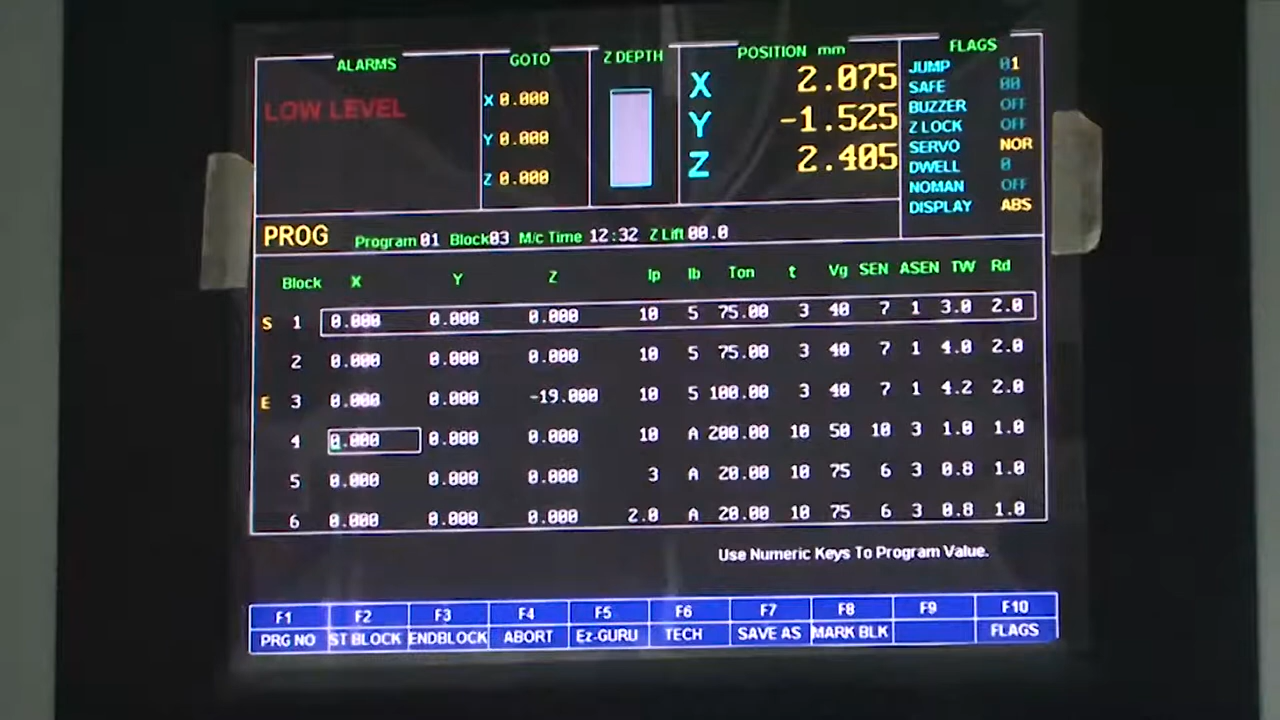 ALARMS GOTO Z DEPTH POSITION mm FLAGS
LOW LEVEL
X 0.000
Y 0.000
Z 0.000
X 2.075
Y -1.525
Z 2.405
JUMP 01
SAFE 00
BUZZER OFF
Z LOCK OFF
SERVO NOR
DWELL 0
NOMAN OFF
DISPLAY ABS
PROG Program 01 Block03 M/c Time 12:32 Z Lift 00.0
Block X Y Z Ip Ib Ton t Vg SEN ASEN TW Rd
S 1 0.000 0.000 0.000 10 5 75.00 3 40 7 1 3.0 2.0
2 0.000 0.000 0.000 10 5 75.00 3 40 7 1 4.0 2.0
E 3 0.000 0.000 -19.000 10 5 100.00 3 40 7 1 4.2 2.0
4 0.000 0.000 0.000 10 A 200.00 10 50 10 3 1.0 1.0
5 0.000 0.000 0.000 3 A 20.00 10 75 6 3 0.8 1.0
6 0.000 0.000 0.000 2.0 A 20.00 10 75 6 3 0.8 1.0
Use Numeric Keys To Program Value.
F1 F2 F3 F4 F5 F6 F7 F8 F9 F10
PRG NO ST BLOCK ENDBLOCK ABORT Ez-GURU TECH SAVE AS MARK BLK FLAGS